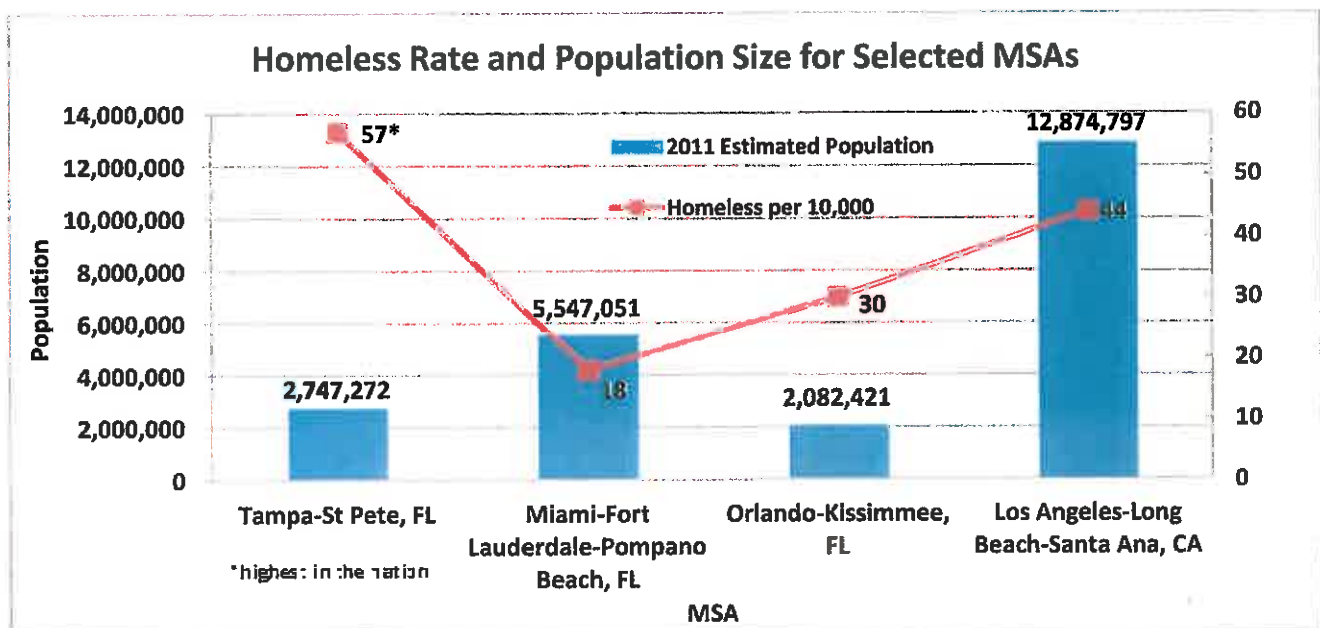 Homeless Rate and Population Size for Selected MSAs
14,000,000
12,000,000
10,000,000
8,000,000
6,000,000
4,000,000
2,000,000
0
Population
60
50
40
30
20
10
0
2011 Estimated Population
Homeless per 10,000
57*
18
30
44
2,747,272
5,547,051
2,082,421
12,874,797
Tampa-St Pete, FL
Miami-Fort
Lauderdale-Pompano
Beach, FL
Orlando-Kissimmee,
FL
Los Angeles-Long
Beach-Santa Ana, CA
*highest in the nation
MSA